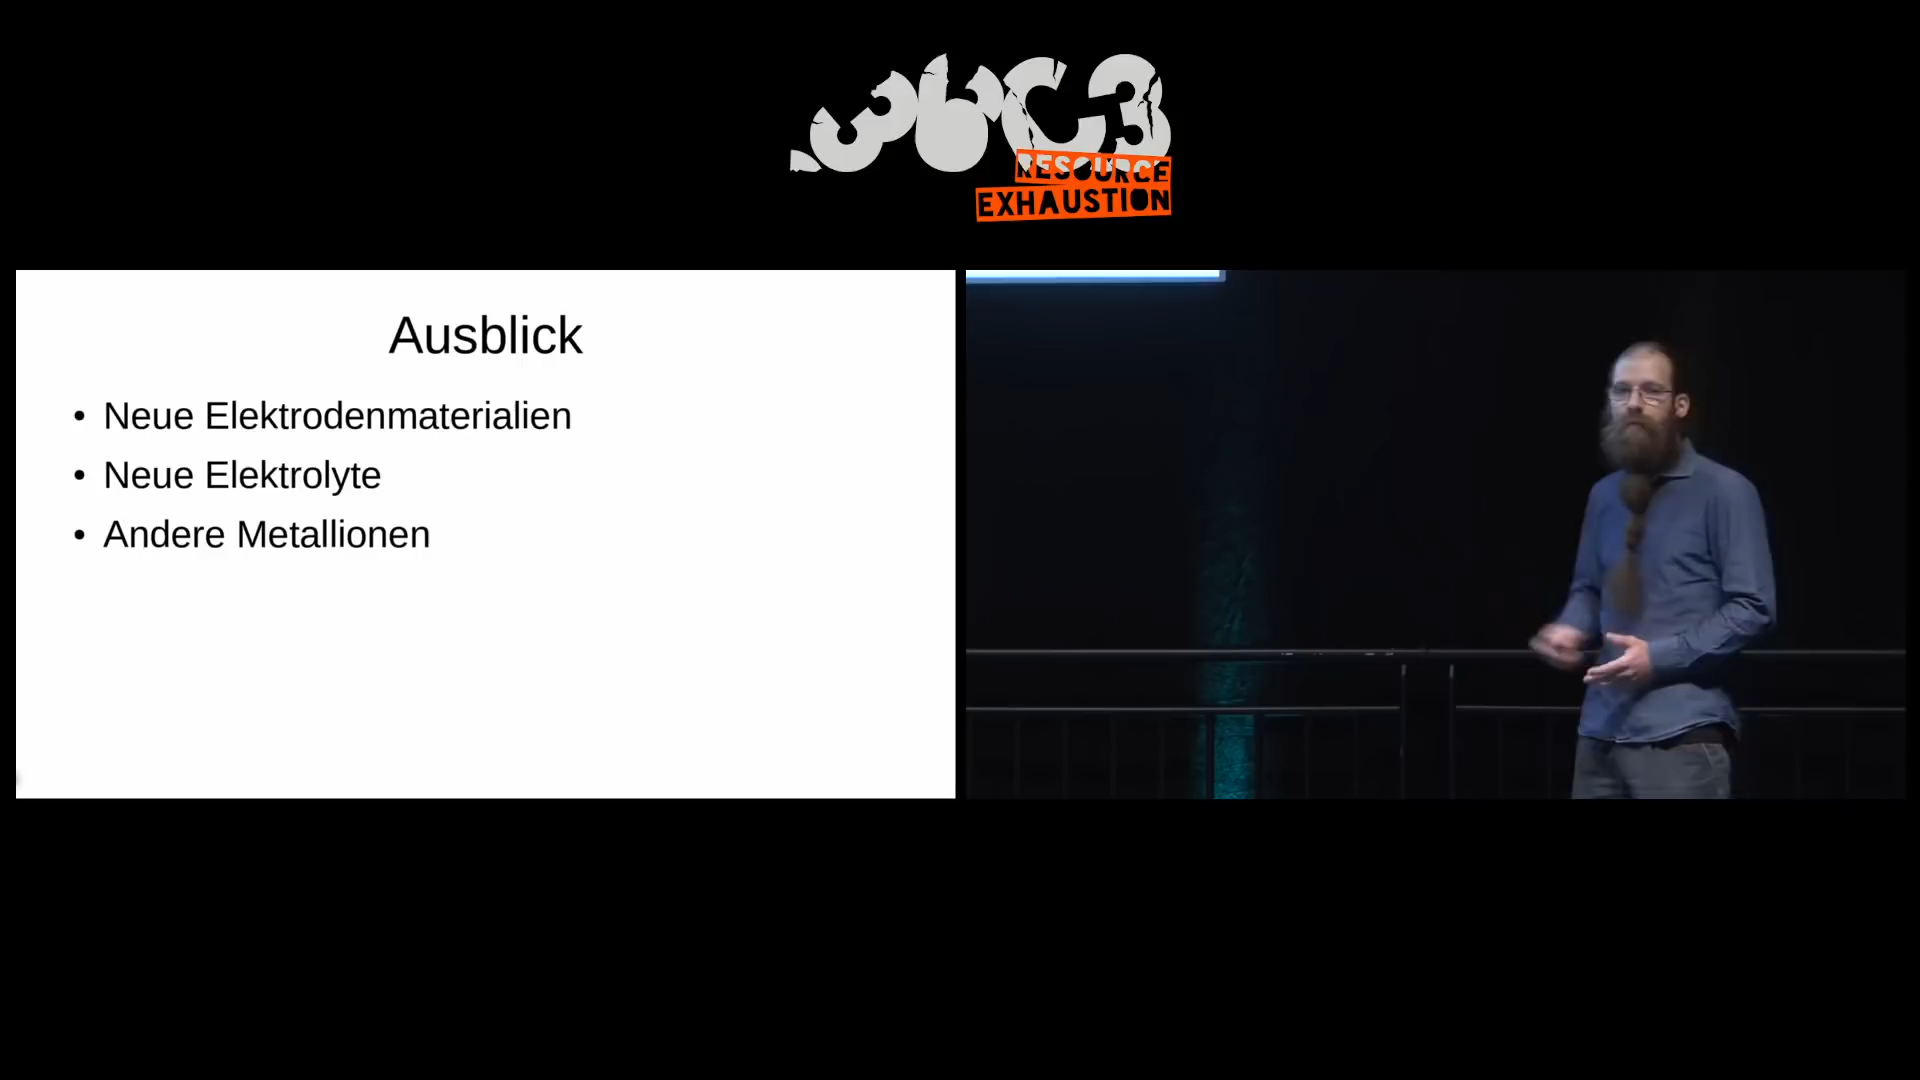 36C3
RESOURCE
EXHAUSTION
Ausblick
• Neue Elektrodenmaterialien
• Neue Elektrolyte
• Andere Metallionen